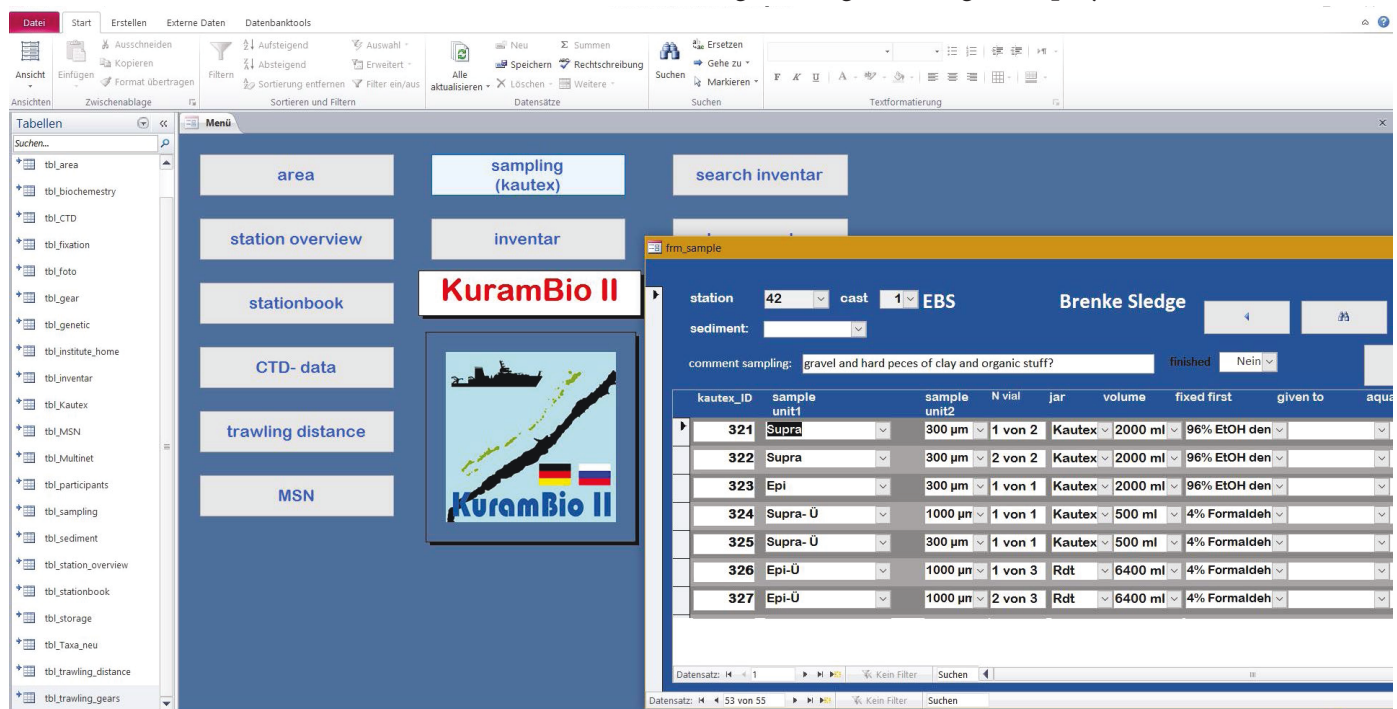 Datei Start Erstellen Externe Daten Datenbanktools
Ansicht
Ansichten
Einfügen
Ausschneiden
Kopieren
Format übertragen
Zwischenablage
Filtern
Aufsteigend
Absteigend
Sortierung entfernen
Auswahl
Erweitert
Filter ein/aus
Sortieren und Filtern
Alle
aktualisieren
Neu
Speichern
Löschen
Summen
Rechtschreibung
Weitere
Datensätze
Suchen
Ersetzen
Gehe zu
Markieren
Suchen
F K U A
Textformatierung
Tabellen
Suchen...
tbl_area
tbl_biochemestry
tbl_CTD
tbl_fixation
tbl_foto
tbl_gear
tbl_genetic
tbl_institute_home
tbl_inventar
tbl_Kautex
tbl_MSN
tbl_Multinet
tbl_participants
tbl_sampling
tbl_sediment
tbl_station_overview
tbl_stationbook
tbl_storage
tbl_Taxa_neu
tbl_trawling_distance
tbl_trawling_gears
Menü
area
station overview
stationbook
CTD- data
trawling distance
MSN
sampling
(kautex)
inventar
KuramBio II
KuramBio II
search inventar
frm_sample
station 42 cast 1 EBS Brenke Sledge
sediment:
comment sampling: gravel and hard peces of clay and organic stuff? finished Nein
kautex_ID sample unit1 sample unit2 N vial jar volume fixed first given to aqua
321 Supra 300 µm 1 von 2 Kautex 2000 ml 96% EtOH den
322 Supra 300 µm 2 von 2 Kautex 2000 ml 96% EtOH den
323 Epi 300 µm 1 von 1 Kautex 2000 ml 96% EtOH den
324 Supra- Ü 1000 µm 1 von 1 Kautex 500 ml 4% Formaldeh
325 Supra- Ü 300 µm 1 von 1 Kautex 500 ml 4% Formaldeh
326 Epi-Ü 1000 µm 1 von 3 Rdt 6400 ml 4% Formaldeh
327 Epi-Ü 1000 µm 2 von 3 Rdt 6400 ml 4% Formaldeh
Datensatz: 1 Kein Filter Suchen
Datensatz: 53 von 55 Kein Filter Suchen